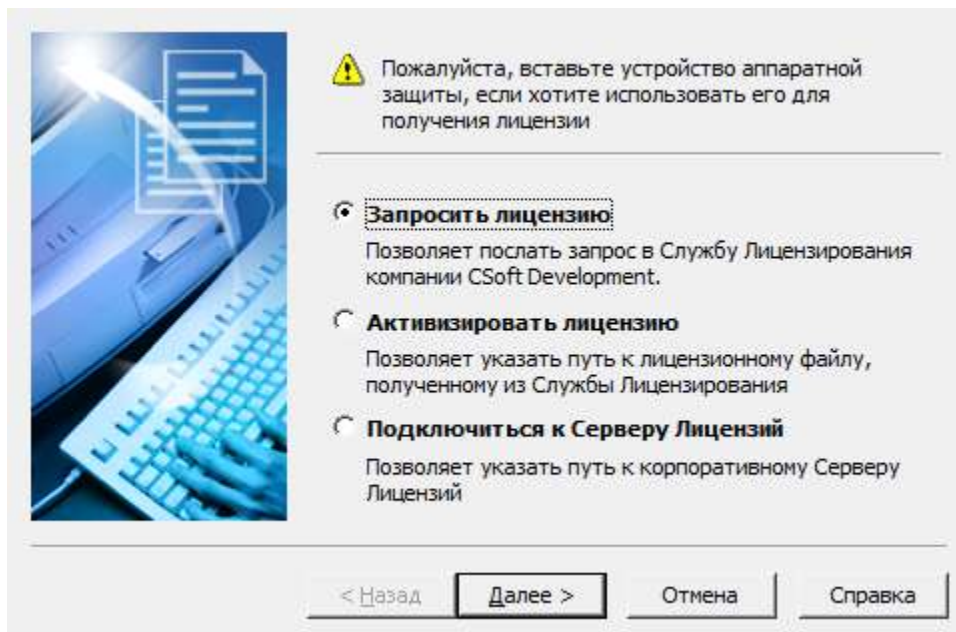 Пожалуйста, вставьте устройство аппаратной
защиты, если хотите использовать его для
получения лицензии
Запросить лицензию
Позволяет послать запрос в Службу Лицензирования
компании CSoft Development.
Активизировать лицензию
Позволяет указать путь к лицензионному файлу,
полученному из Службы Лицензирования
Подключиться к Серверу Лицензий
Позволяет указать путь к корпоративному Серверу
Лицензий
< Назад Далее > Отмена Справка